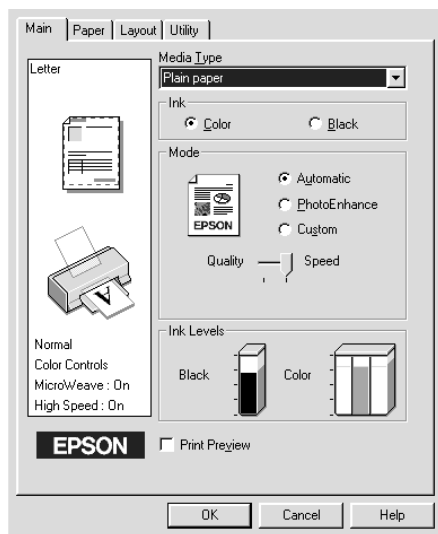 Main Paper Layout Utility
Letter
Media Type
Plain paper
Ink
Color Black
Mode
EPSON
Automatic
PhotoEnhance
Custom
Quality Speed
A
Normal
Color Controls
MicroWeave : On
High Speed : On
Ink Levels
Black Color
EPSON
Print Preview
OK Cancel Help